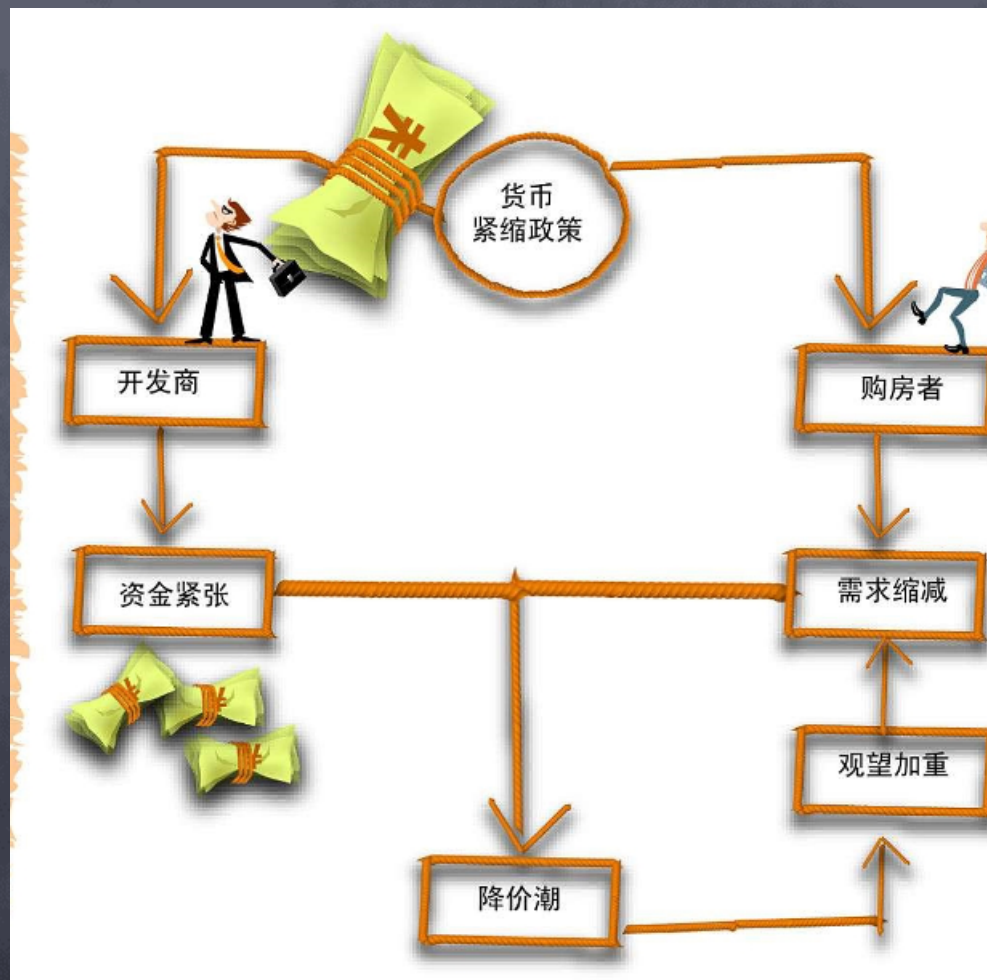 货币
紧缩政策
开发商
购房者
资金紧张
需求缩减
观望加重
降价潮